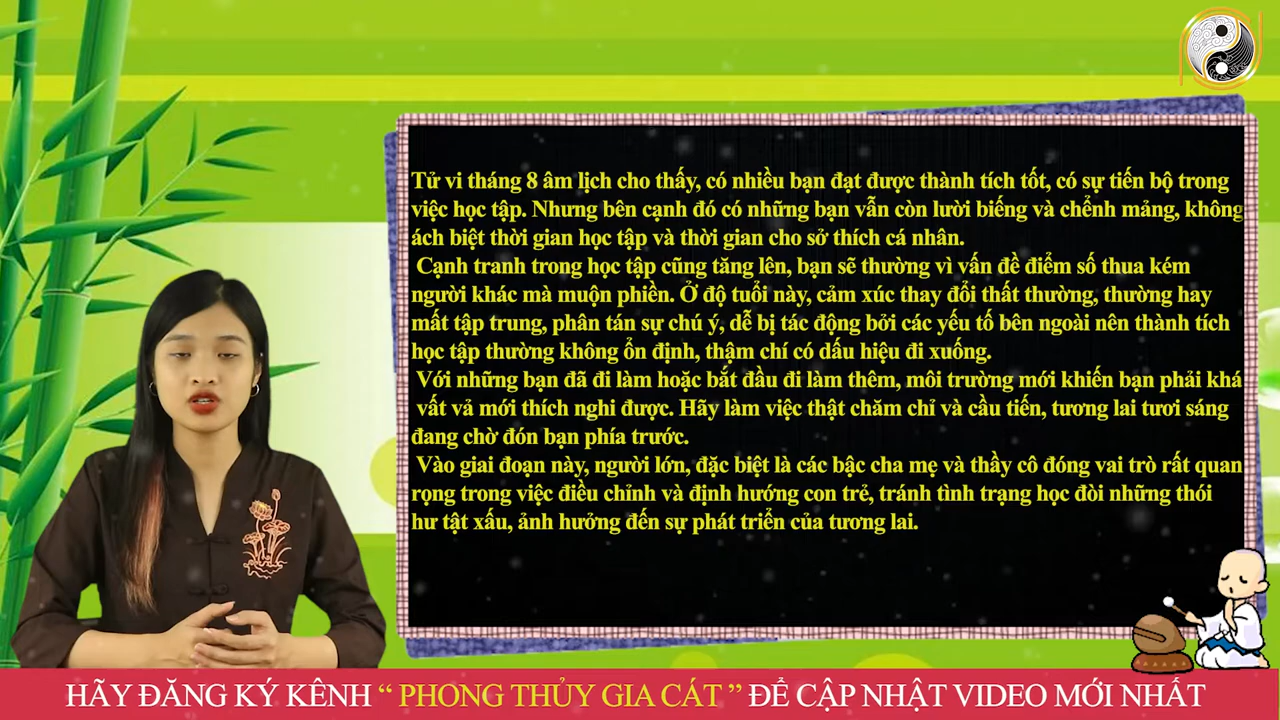 Tử vi tháng 8 âm lịch cho thấy, có nhiều bạn đạt được thành tích tốt, có sự tiến bộ trong
việc học tập. Nhưng bên cạnh đó có những bạn vẫn còn lười biếng và chểnh mảng, không
ách biệt thời gian học tập và thời gian cho sở thích cá nhân.
Cạnh tranh trong học tập cũng tăng lên, bạn sẽ thường vì vấn đề điểm số thua kém
người khác mà muộn phiền. Ở độ tuổi này, cảm xúc thay đổi thất thường, thường hay
mất tập trung, phân tán sự chú ý, dễ bị tác động bởi các yếu tố bên ngoài nên thành tích
học tập thường không ổn định, thậm chí có dấu hiệu đi xuống.
Với những bạn đã đi làm hoặc bắt đầu đi làm thêm, môi trường mới khiến bạn phải khá
vất vả mới thích nghi được. Hãy làm việc thật chăm chỉ và cầu tiến, tương lai tươi sáng
đang chờ đón bạn phía trước.
Vào giai đoạn này, người lớn, đặc biệt là các bậc cha mẹ và thầy cô đóng vai trò rất quan
rọng trong việc điều chỉnh và định hướng con trẻ, tránh tình trạng học đòi những thói
hư tật xấu, ảnh hưởng đến sự phát triển của tương lai.
HÃY ĐĂNG KÝ KÊNH “ PHONG THỦY GIA CÁT ” ĐỂ CẬP NHẬT VIDEO MỚI NHẤT